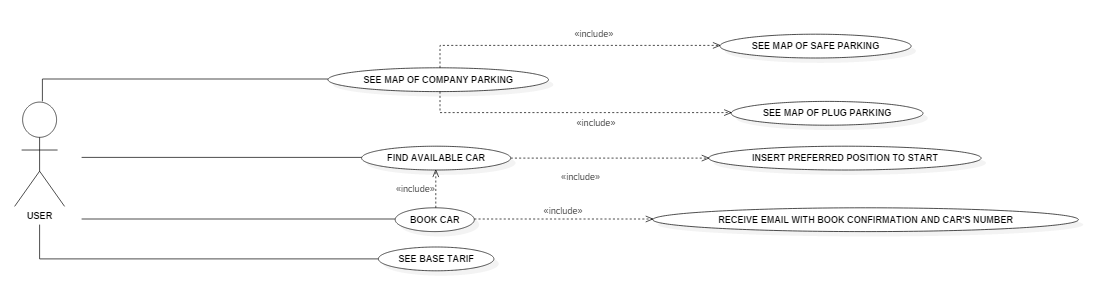 «include»
SEE MAP OF SAFE PARKING
SEE MAP OF COMPANY PARKING
SEE MAP OF PLUG PARKING
«include»
FIND AVAILABLE CAR
INSERT PREFERRED POSITION TO START
«include»
«include»
«include»
USER
BOOK CAR
RECEIVE EMAIL WITH BOOK CONFIRMATION AND CAR'S NUMBER
SEE BASE TARIF